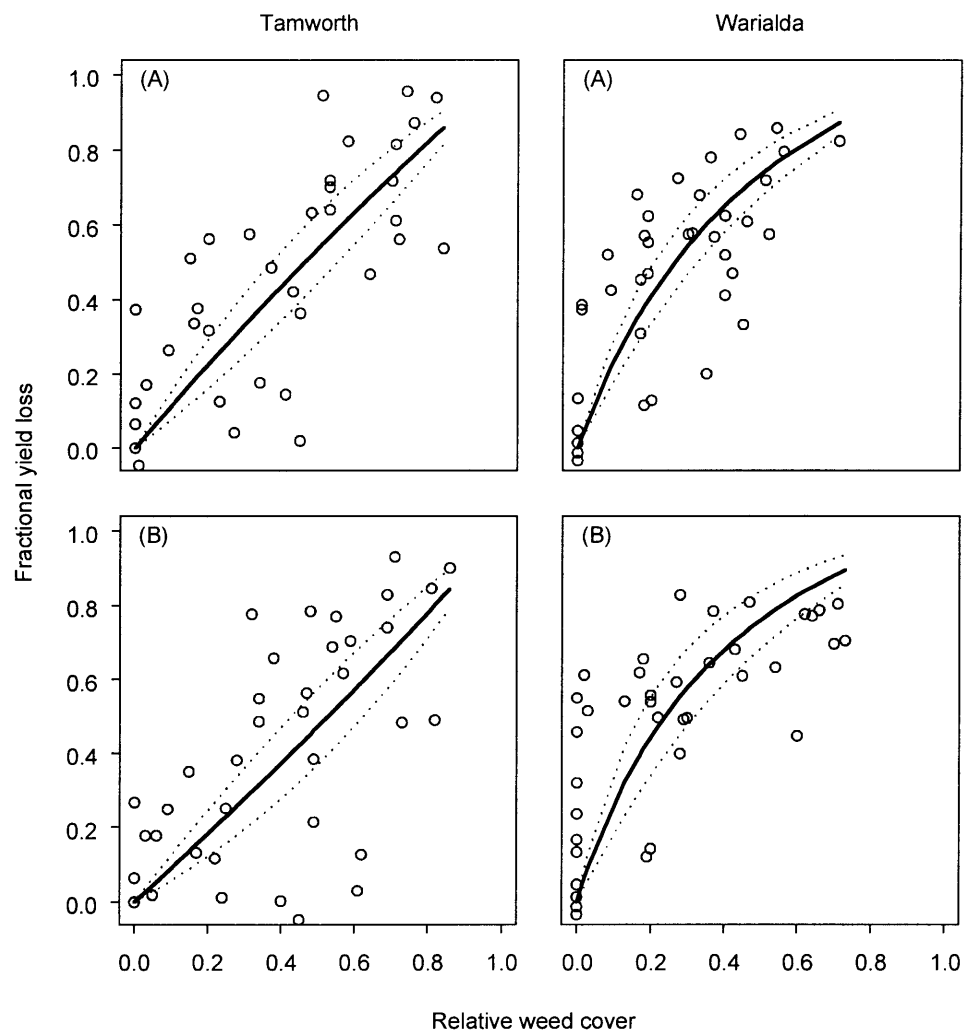 Tamworth Warialda
(A) (A)
1.0
0.8
0.6
0.4
0.2
0.0
Fractional yield loss
(B) (B)
1.0
0.8
0.6
0.4
0.2
0.0
0.0 0.2 0.4 0.6 0.8 1.0 0.0 0.2 0.4 0.6 0.8 1.0
Relative weed cover